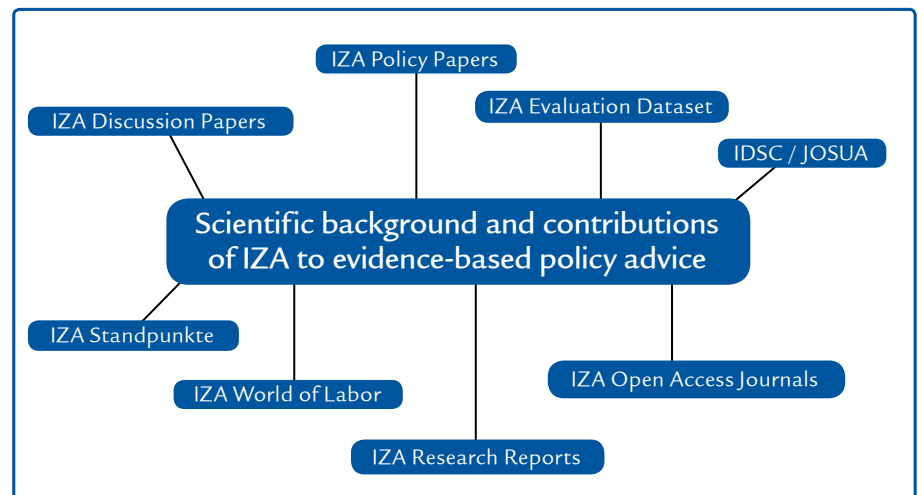 IZA Policy Papers
IZA Evaluation Dataset
IZA Discussion Papers
IDSC / JOSUA
Scientific background and contributions
of IZA to evidence-based policy advice
IZA Standpunkte
IZA Open Access Journals
IZA World of Labor
IZA Research Reports